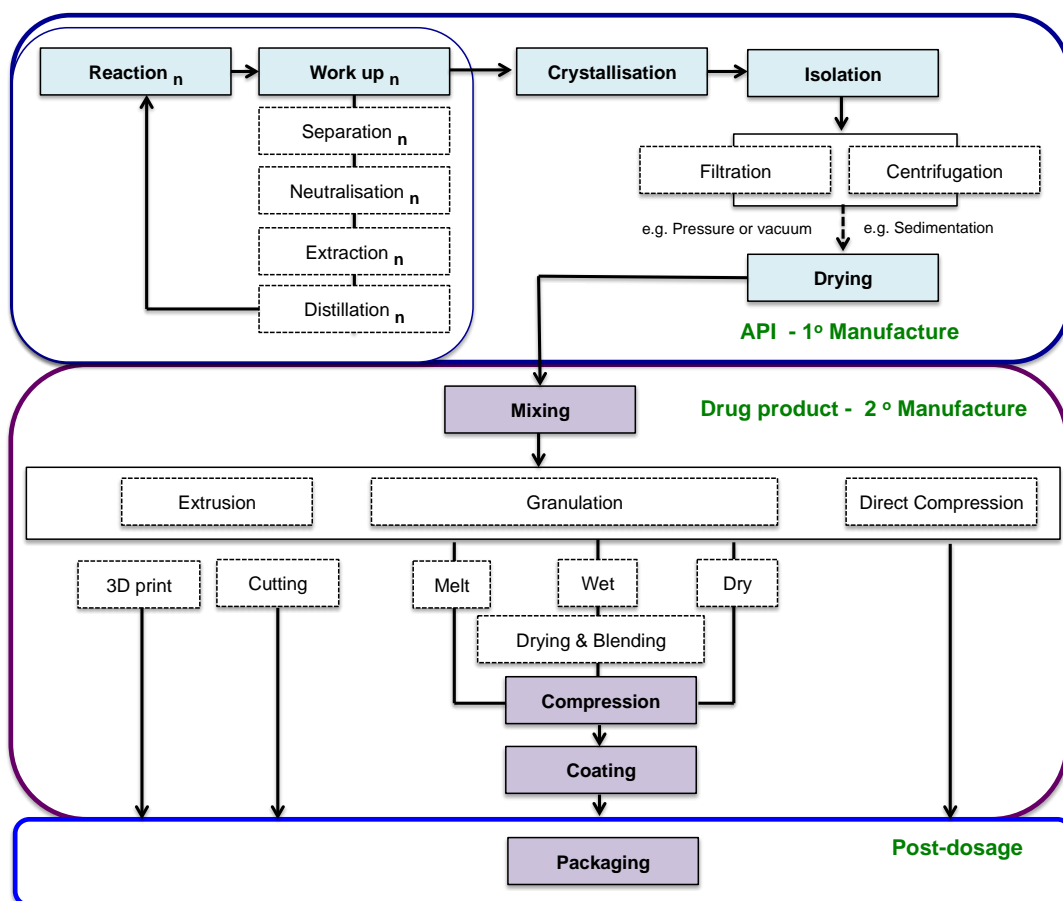 Reaction n
Work up n
Crystallisation
Isolation
Separation n
Neutralisation n
Extraction n
Distillation n
Filtration
Centrifugation
e.g. Pressure or vacuum
e.g. Sedimentation
Drying
API - 1º Manufacture
Mixing
Drug product - 2 º Manufacture
Extrusion
Granulation
Direct Compression
3D print
Cutting
Melt
Wet
Dry
Drying & Blending
Compression
Coating
Post-dosage
Packaging